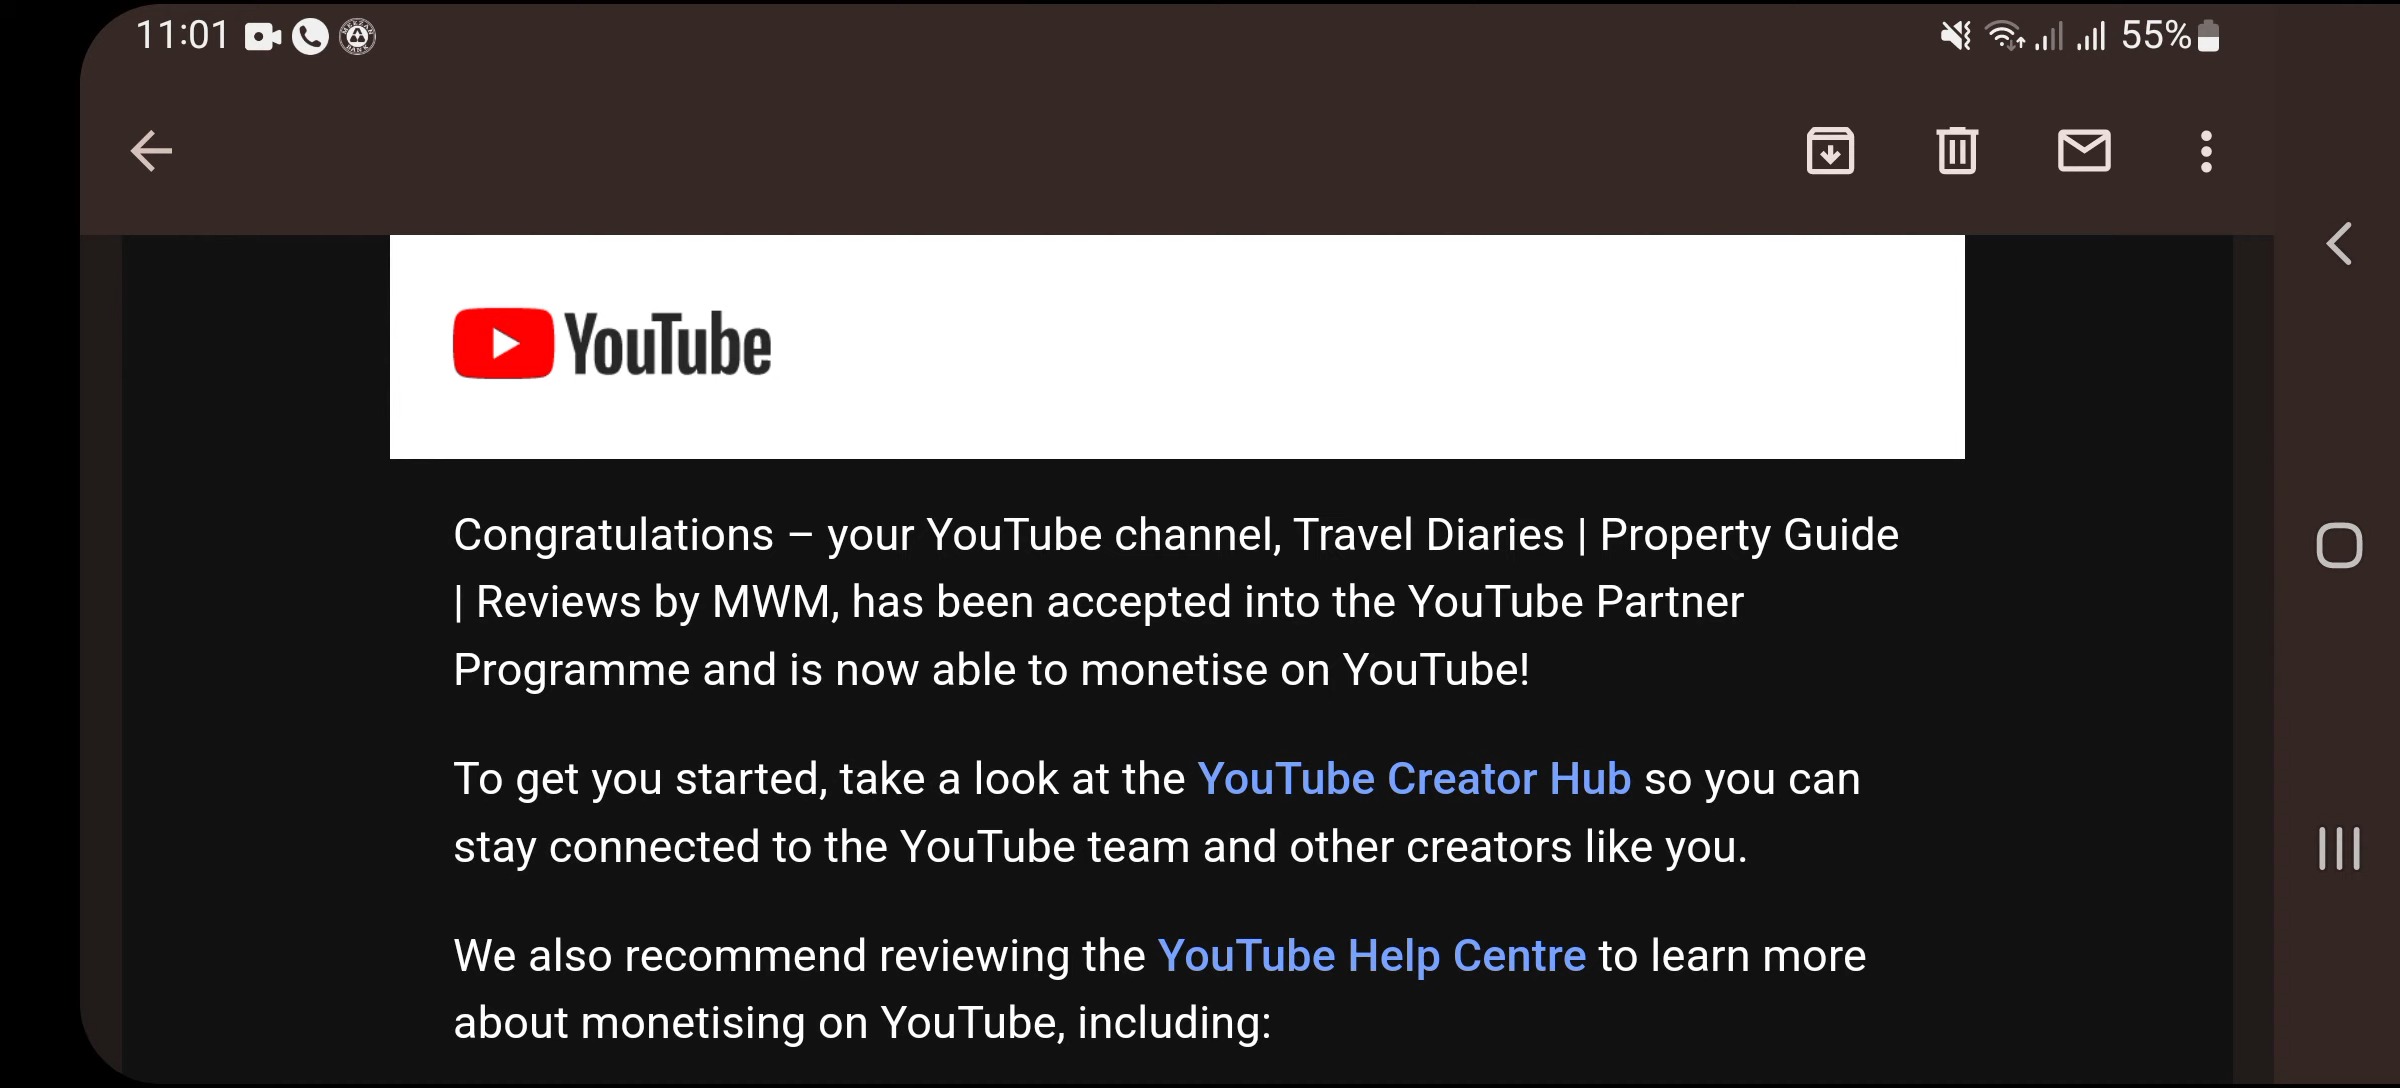 11:01
55%
YouTube
Congratulations – your YouTube channel, Travel Diaries | Property Guide
| Reviews by MWM, has been accepted into the YouTube Partner
Programme and is now able to monetise on YouTube!
To get you started, take a look at the YouTube Creator Hub so you can
stay connected to the YouTube team and other creators like you.
We also recommend reviewing the YouTube Help Centre to learn more
about monetising on YouTube, including: